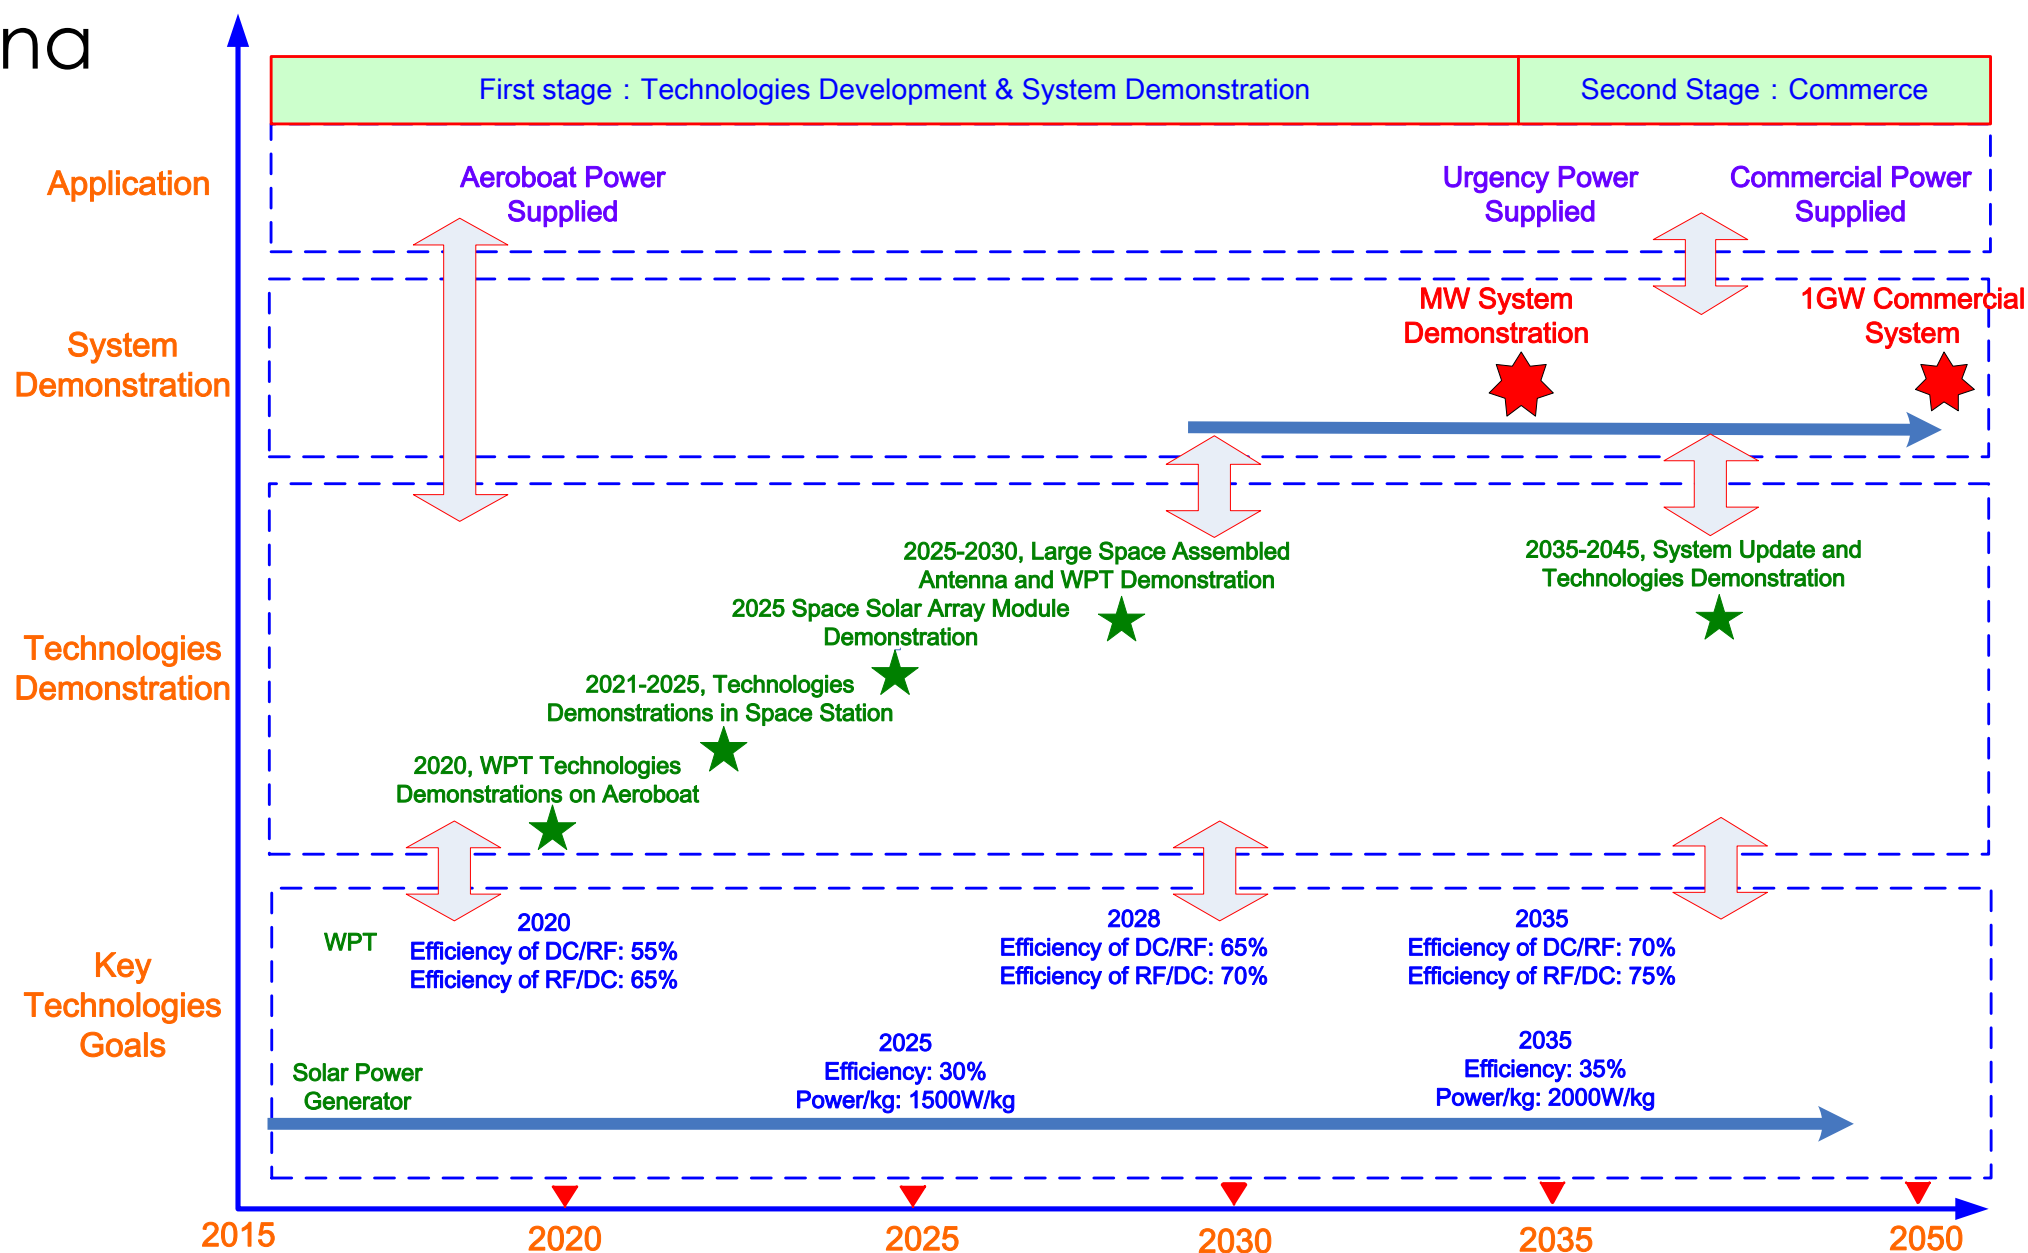 na
First stage : Technologies Development & System Demonstration
Second Stage : Commerce
Application
Aeroboat Power
Supplied
Urgency Power
Supplied
Commercial Power
Supplied
System
Demonstration
MW System
Demonstration
1GW Commercial
System
Technologies
Demonstration
2025-2030, Large Space Assembled
Antenna and WPT Demonstration
2035-2045, System Update and
Technologies Demonstration
2025 Space Solar Array Module
Demonstration
2021-2025, Technologies
Demonstrations in Space Station
2020, WPT Technologies
Demonstrations on Aeroboat
Key
Technologies
Goals
WPT
2020
Efficiency of DC/RF: 55%
Efficiency of RF/DC: 65%
2028
Efficiency of DC/RF: 65%
Efficiency of RF/DC: 70%
2035
Efficiency of DC/RF: 70%
Efficiency of RF/DC: 75%
Solar Power
Generator
2025
Efficiency: 30%
Power/kg: 1500W/kg
2035
Efficiency: 35%
Power/kg: 2000W/kg
2015
2020
2025
2030
2035
2050